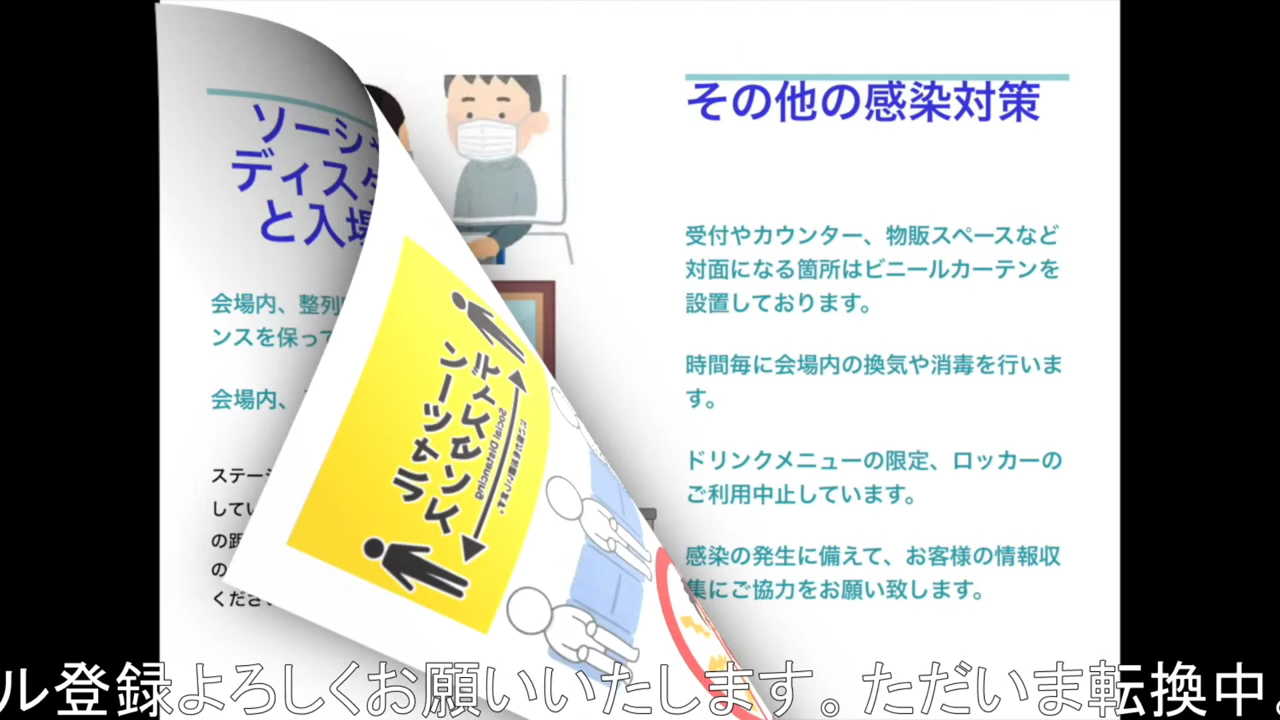 ソーシ
ディス
と入場
会場内、整列
ンスを保って
会場内、
ステー
してい
の距
の
くださ
ソーシャル
ディスタンス
Social Distancing
その他の感染対策
受付やカウンター、物販スペースなど
対面になる箇所はビニールカーテンを
設置しております。
時間毎に会場内の換気や消毒を行いま
す。
ドリンクメニューの限定、ロッカーの
ご利用中止しています。
感染の発生に備えて、お客様の情報収
集にご協力をお願い致します。
ル登録よろしくお願いいたします。ただいま転換中。